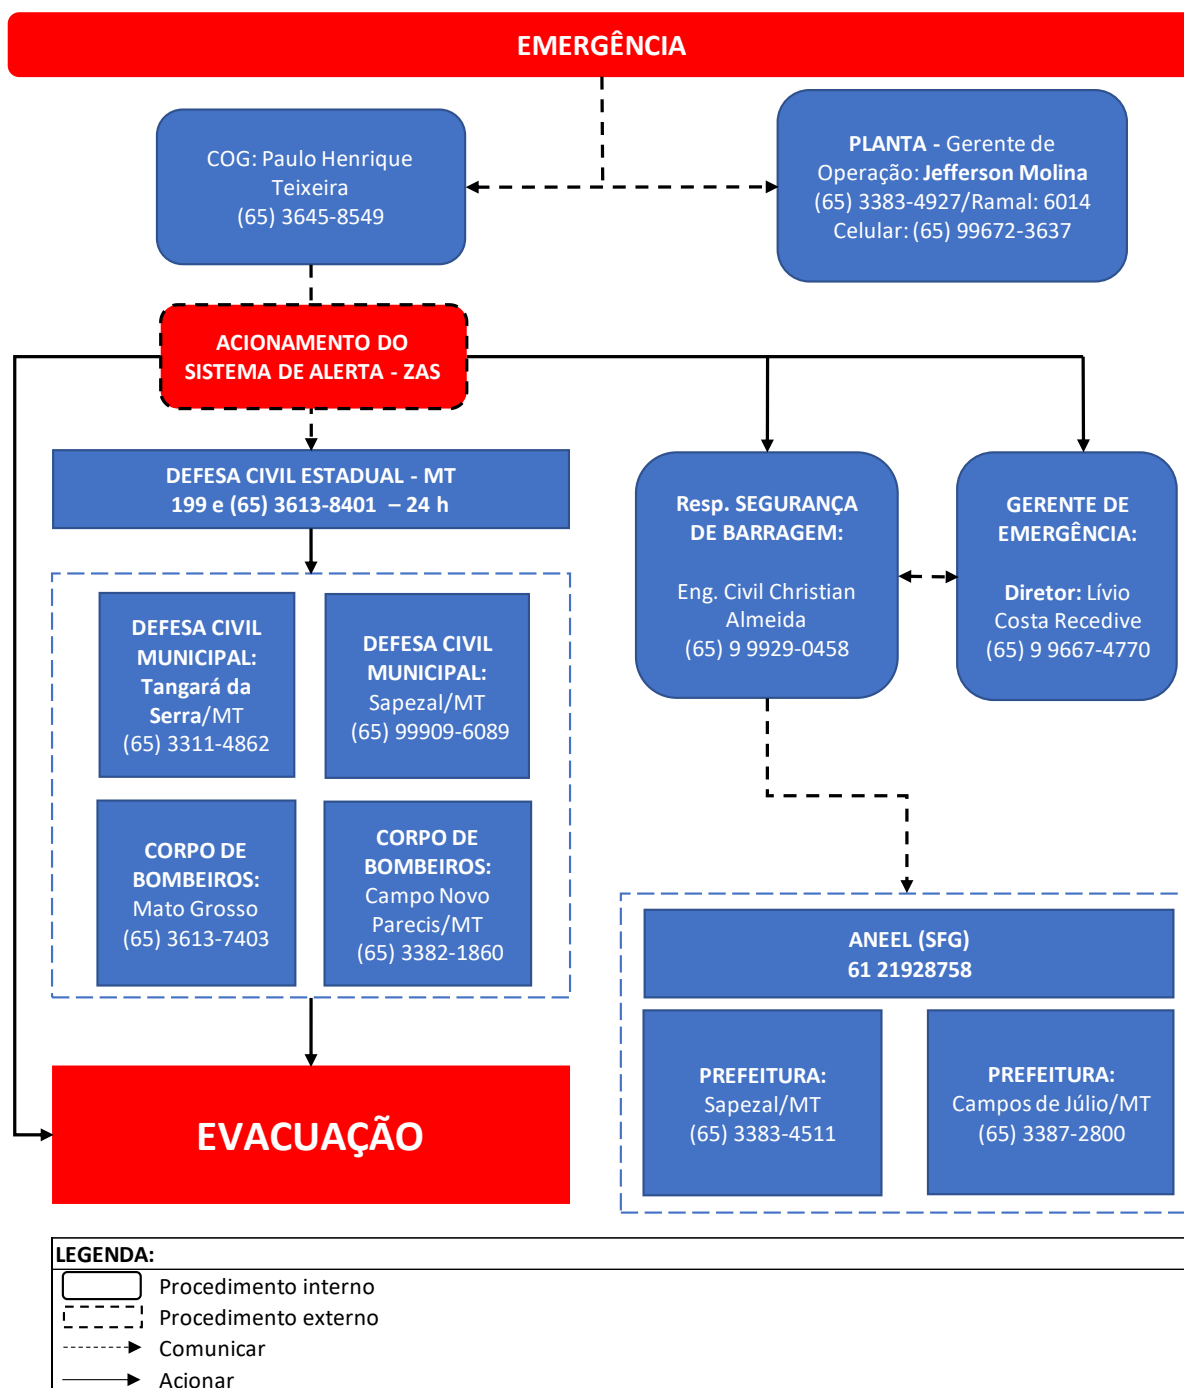 EMERGÊNCIA
COG: Paulo Henrique
Teixeira
(65) 3645-8549
PLANTA - Gerente de
Operação: Jefferson Molina
(65) 3383-4927/Ramal: 6014
Celular: (65) 99672-3637
ACIONAMENTO DO
SISTEMA DE ALERTA - ZAS
DEFESA CIVIL ESTADUAL - MT
199 e (65) 3613-8401 – 24 h
Resp. SEGURANÇA
DE BARRAGEM:
Eng. Civil Christian
Almeida
(65) 9 9929-0458
GERENTE DE
EMERGÊNCIA:
Diretor: Lívio
Costa Recedive
(65) 9 9667-4770
DEFESA CIVIL
MUNICIPAL:
Tangará da
Serra/MT
(65) 3311-4862
DEFESA CIVIL
MUNICIPAL:
Sapezal/MT
(65) 99909-6089
CORPO DE
BOMBEIROS:
Mato Grosso
(65) 3613-7403
CORPO DE
BOMBEIROS:
Campo Novo
Parecis/MT
(65) 3382-1860
ANEEL (SFG)
61 21928758
PREFEITURA:
Sapezal/MT
(65) 3383-4511
PREFEITURA:
Campos de Júlio/MT
(65) 3387-2800
EVACUAÇÃO
LEGENDA:
Procedimento interno
Procedimento externo
Comunicar
Acionar